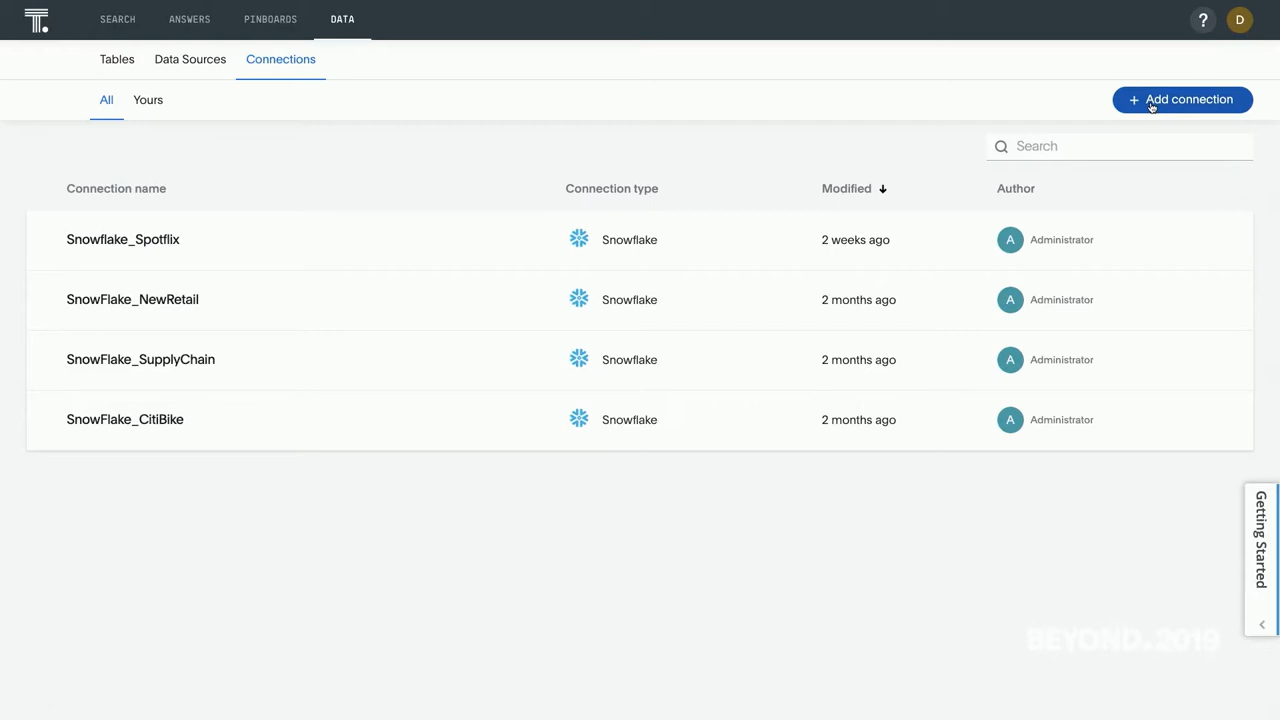 T. SEARCH ANSWERS PINBOARDS DATA ? D
Tables Data Sources Connections
All Yours + Add connection
Search
Connection name Connection type Modified Author
Snowflake_Spotflix Snowflake 2 weeks ago A Administrator
SnowFlake_NewRetail Snowflake 2 months ago A Administrator
SnowFlake_SupplyChain Snowflake 2 months ago A Administrator
SnowFlake_CitiBike Snowflake 2 months ago A Administrator
Getting Started
BEYOND.2019